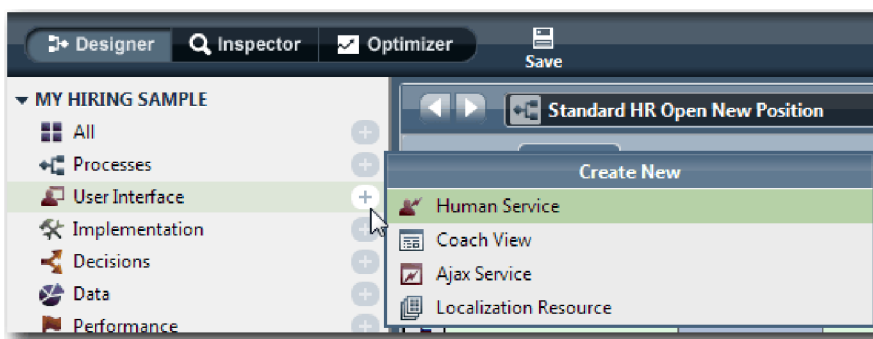 Designer Inspector Optimizer
Save
MY HIRING SAMPLE
Standard HR Open New Position
All
Processes
Create New
User Interface
Human Service
Implementation
Coach View
Decisions
Ajax Service
Data
Localization Resource
Performance